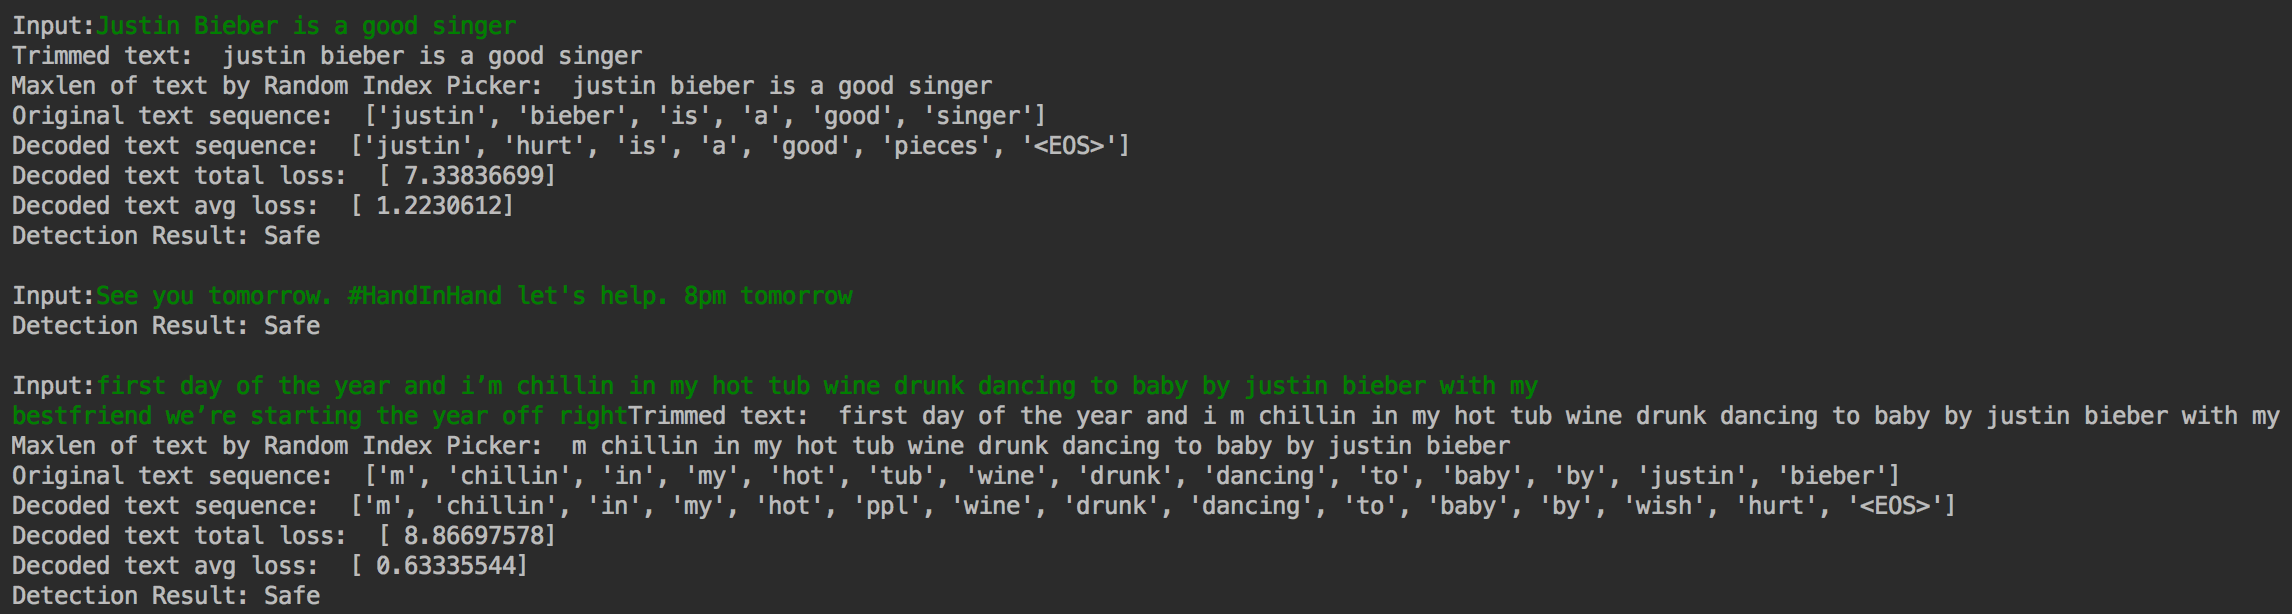 Input:Justin Bieber is a good singer
Trimmed text:  justin bieber is a good singer
Maxlen of text by Random Index Picker:  justin bieber is a good singer
Original text sequence:  ['justin', 'bieber', 'is', 'a', 'good', 'singer']
Decoded text sequence:  ['justin', 'hurt', 'is', 'a', 'good', 'pieces', '<EOS>']
Decoded text total loss:  [ 7.33836699]
Decoded text avg loss:  [ 1.2230612]
Detection Result: Safe
Input:See you tomorrow. #HandInHand let's help. 8pm tomorrow
Detection Result: Safe
Input:first day of the year and i’m chillin in my hot tub wine drunk dancing to baby by justin bieber with my
bestfriend we’re starting the year off rightTrimmed text:  first day of the year and i m chillin in my hot tub wine drunk dancing to baby by justin bieber with my
Maxlen of text by Random Index Picker:  m chillin in my hot tub wine drunk dancing to baby by justin bieber
Original text sequence:  ['m', 'chillin', 'in', 'my', 'hot', 'tub', 'wine', 'drunk', 'dancing', 'to', 'baby', 'by', 'justin', 'bieber']
Decoded text sequence:  ['m', 'chillin', 'in', 'my', 'hot', 'ppl', 'wine', 'drunk', 'dancing', 'to', 'baby', 'by', 'wish', 'hurt', '<EOS>']
Decoded text total loss:  [ 8.86697578]
Decoded text avg loss:  [ 0.63335544]
Detection Result: Safe